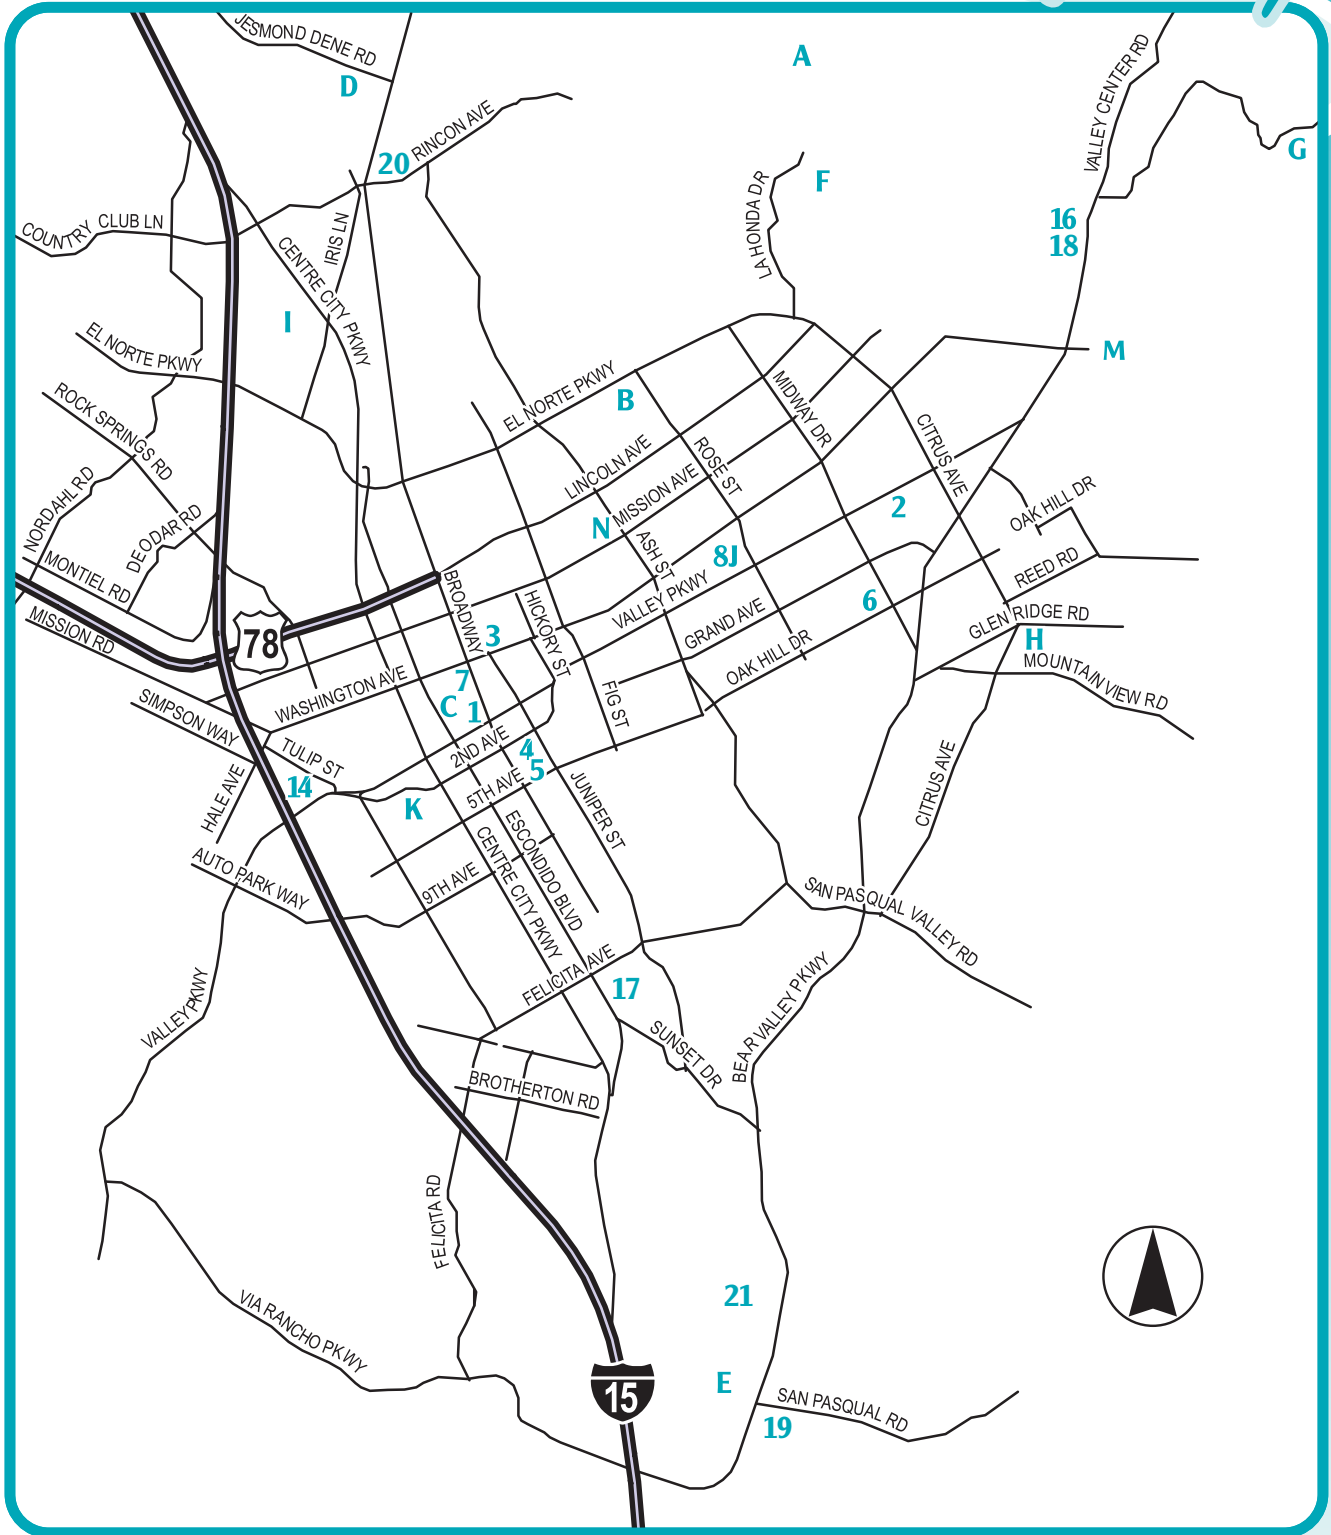 JESMOND DENE RD
A
D
VALLEY CENTER RD
RINCON AVE
20
G
LA HONDA DR
F
16
18
COUNTRY CLUB LN
IRIS LN
CENTRE CITY PKWY
I
EL NORTE PKWY
M
ROCK SPRINGS RD
EL NORTE PKWY
B
MIDWAY DR
CITRUS AVE
LINCOLN AVE
ROSE ST
NORDAHL RD
DEODAR RD
MISSION AVE
N
2
OAK HILL DR
ASH ST
8J
MONTIEL RD
VALLEY PKWY
REED RD
BROADWAY
HICKORY ST
6
GRAND AVE
GLEN RIDGE RD
MISSION RD
78
3
H
OAK HILL DR
MOUNTAIN VIEW RD
7
WASHINGTON AVE
FIG ST
SIMPSON WAY
C
1
2ND AVE
4
TULIP ST
5
14
5TH AVE
HALE AVE
K
JUNIPER ST
CITRUS AVE
ESCONDIDO BLVD
CENTRE CITY PKWY
AUTO PARK WAY
9TH AVE
SAN PASQUAL VALLEY RD
FELICITA AVE
17
VALLEY PKWY
BEAR VALLEY PKWY
SUNSET DR
BROTHERTON RD
FELICITA RD
21
VIA RANCHO PKWY
15
E
SAN PASQUAL RD
19